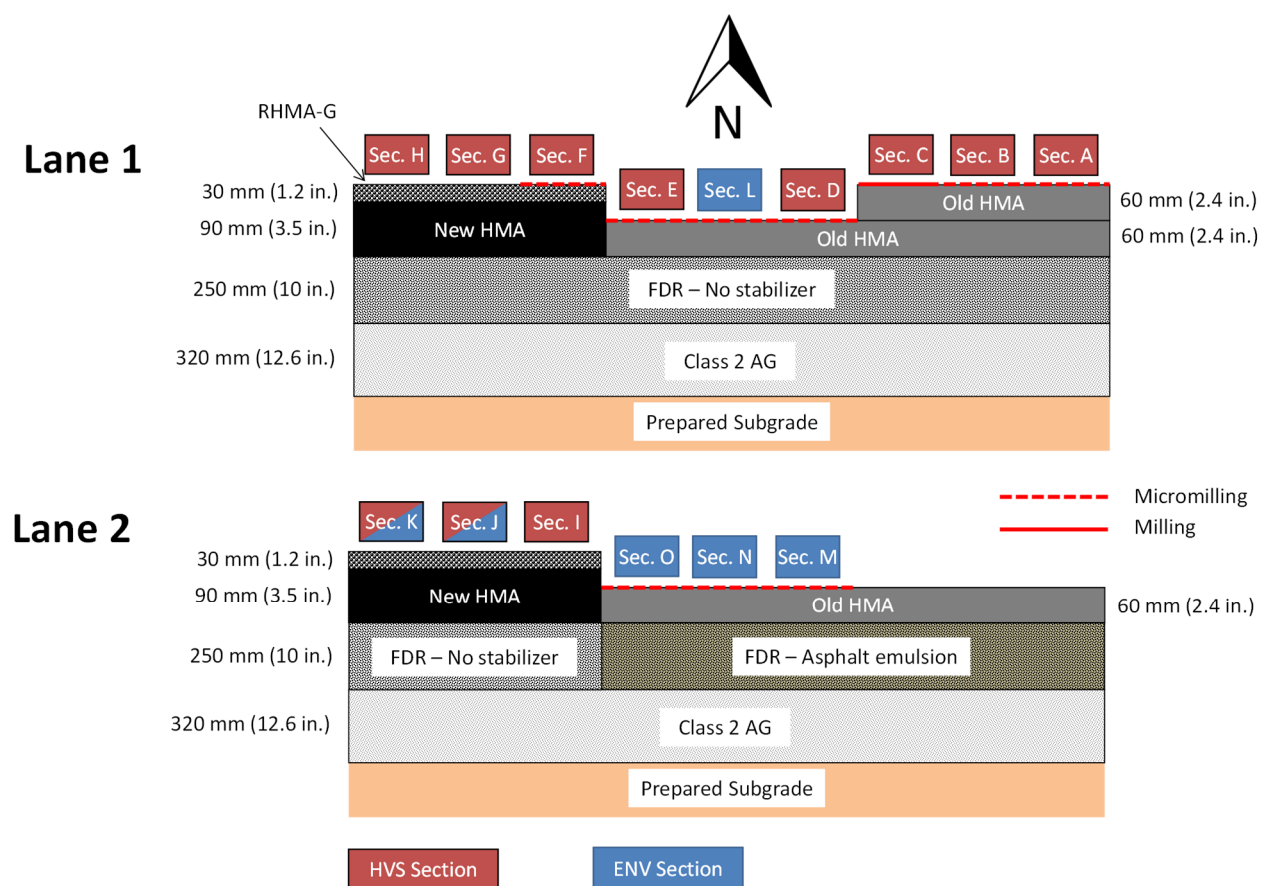 N
RHMA-G
Lane 1
Sec. H
Sec. G
Sec. F
Sec. E
Sec. L
Sec. D
Sec. C
Sec. B
Sec. A
30 mm (1.2 in.)
60 mm (2.4 in.)
Old HMA
90 mm (3.5 in.)
New HMA
Old HMA
60 mm (2.4 in.)
250 mm (10 in.)
FDR – No stabilizer
320 mm (12.6 in.)
Class 2 AG
Prepared Subgrade
Micromilling
Milling
Lane 2
Sec. K
Sec. J
Sec. I
Sec. O
Sec. N
Sec. M
30 mm (1.2 in.)
90 mm (3.5 in.)
New HMA
Old HMA
60 mm (2.4 in.)
250 mm (10 in.)
FDR – No stabilizer
FDR – Asphalt emulsion
320 mm (12.6 in.)
Class 2 AG
Prepared Subgrade
HVS Section
ENV Section